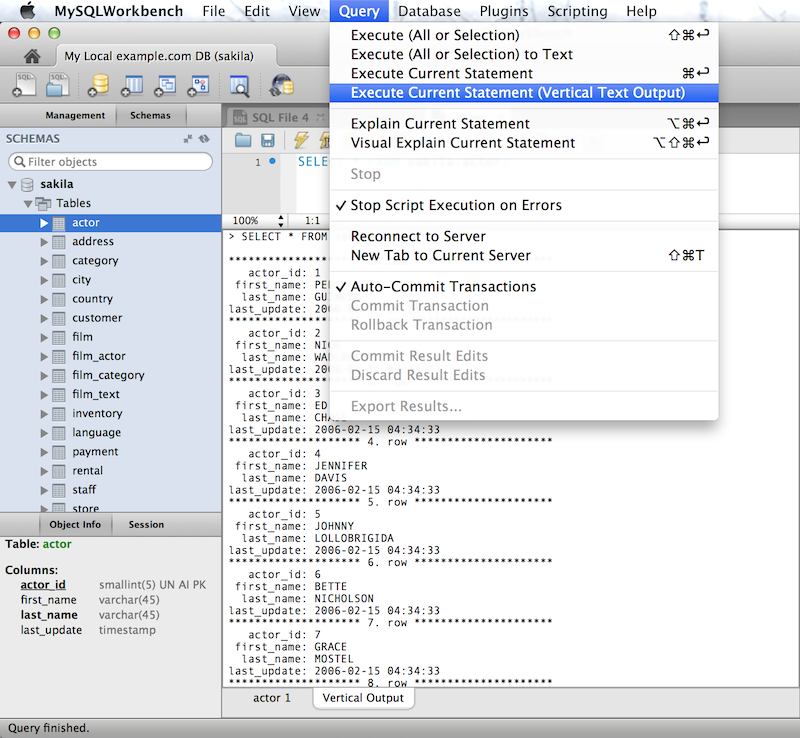 MySQLWorkbench File Edit View Query Database Plugins Scripting Help
My Local example.com DB (sakila)
SQL SQL
Management Schemas
SCHEMAS
Filter objects
sakila
Tables
actor
address
category
city
country
customer
film
film_actor
film_category
film_text
inventory
language
payment
rental
staff
store
Object Info Session
Table: actor
Columns:
actor_id smallint(5) UN AI PK
first_name varchar(45)
last_name varchar(45)
last_update timestamp
SQL File 4
1 SELE
100% 1:1
Execute (All or Selection) ⇧⌘↩
Execute (All or Selection) to Text
Execute Current Statement ⌘↩
Execute Current Statement (Vertical Text Output)
Explain Current Statement ⌥⌘↩
Visual Explain Current Statement ⌥⇧⌘↩
Stop
✓ Stop Script Execution on Errors
Reconnect to Server
New Tab to Current Server ⇧⌘T
✓ Auto-Commit Transactions
Commit Transaction
Rollback Transaction
Commit Result Edits
Discard Result Edits
Export Results...
> SELECT * FROM
actor_id: 1
first_name: PE
last_name: GU
last_update: 200
actor_id: 2
first_name: NI
last_name: WA
last_update: 200
actor_id: 3
first_name: ED
last_name: CHA
last_update: 2006-02-15 04:34:33
******************** 4. row *********************
actor_id: 4
first_name: JENNIFER
last_name: DAVIS
last_update: 2006-02-15 04:34:33
******************** 5. row *********************
actor_id: 5
first_name: JOHNNY
last_name: LOLLOBRIGIDA
last_update: 2006-02-15 04:34:33
******************** 6. row *********************
actor_id: 6
first_name: BETTE
last_name: NICHOLSON
last_update: 2006-02-15 04:34:33
******************** 7. row *********************
actor_id: 7
first_name: GRACE
last_name: MOSTEL
last_update: 2006-02-15 04:34:33
******************** 8. row *********************
actor 1 Vertical Output
Query finished.